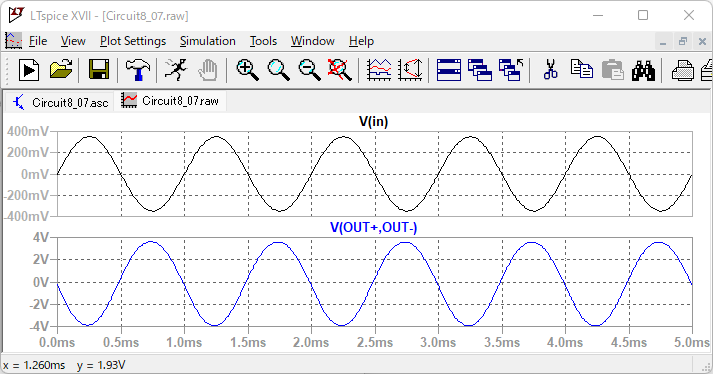 LTspice XVII - [Circuit8_07.raw]
File View Plot Settings Simulation Tools Window Help
Circuit8_07.asc Circuit8_07.raw
V(in)
400mV
200mV
0mV
-200mV
-400mV
V(OUT+,OUT-)
4V
2V
0V
-2V
-4V
0.0ms 0.5ms 1.0ms 1.5ms 2.0ms 2.5ms 3.0ms 3.5ms 4.0ms 4.5ms 5.0ms
x = 1.260ms y = 1.93V